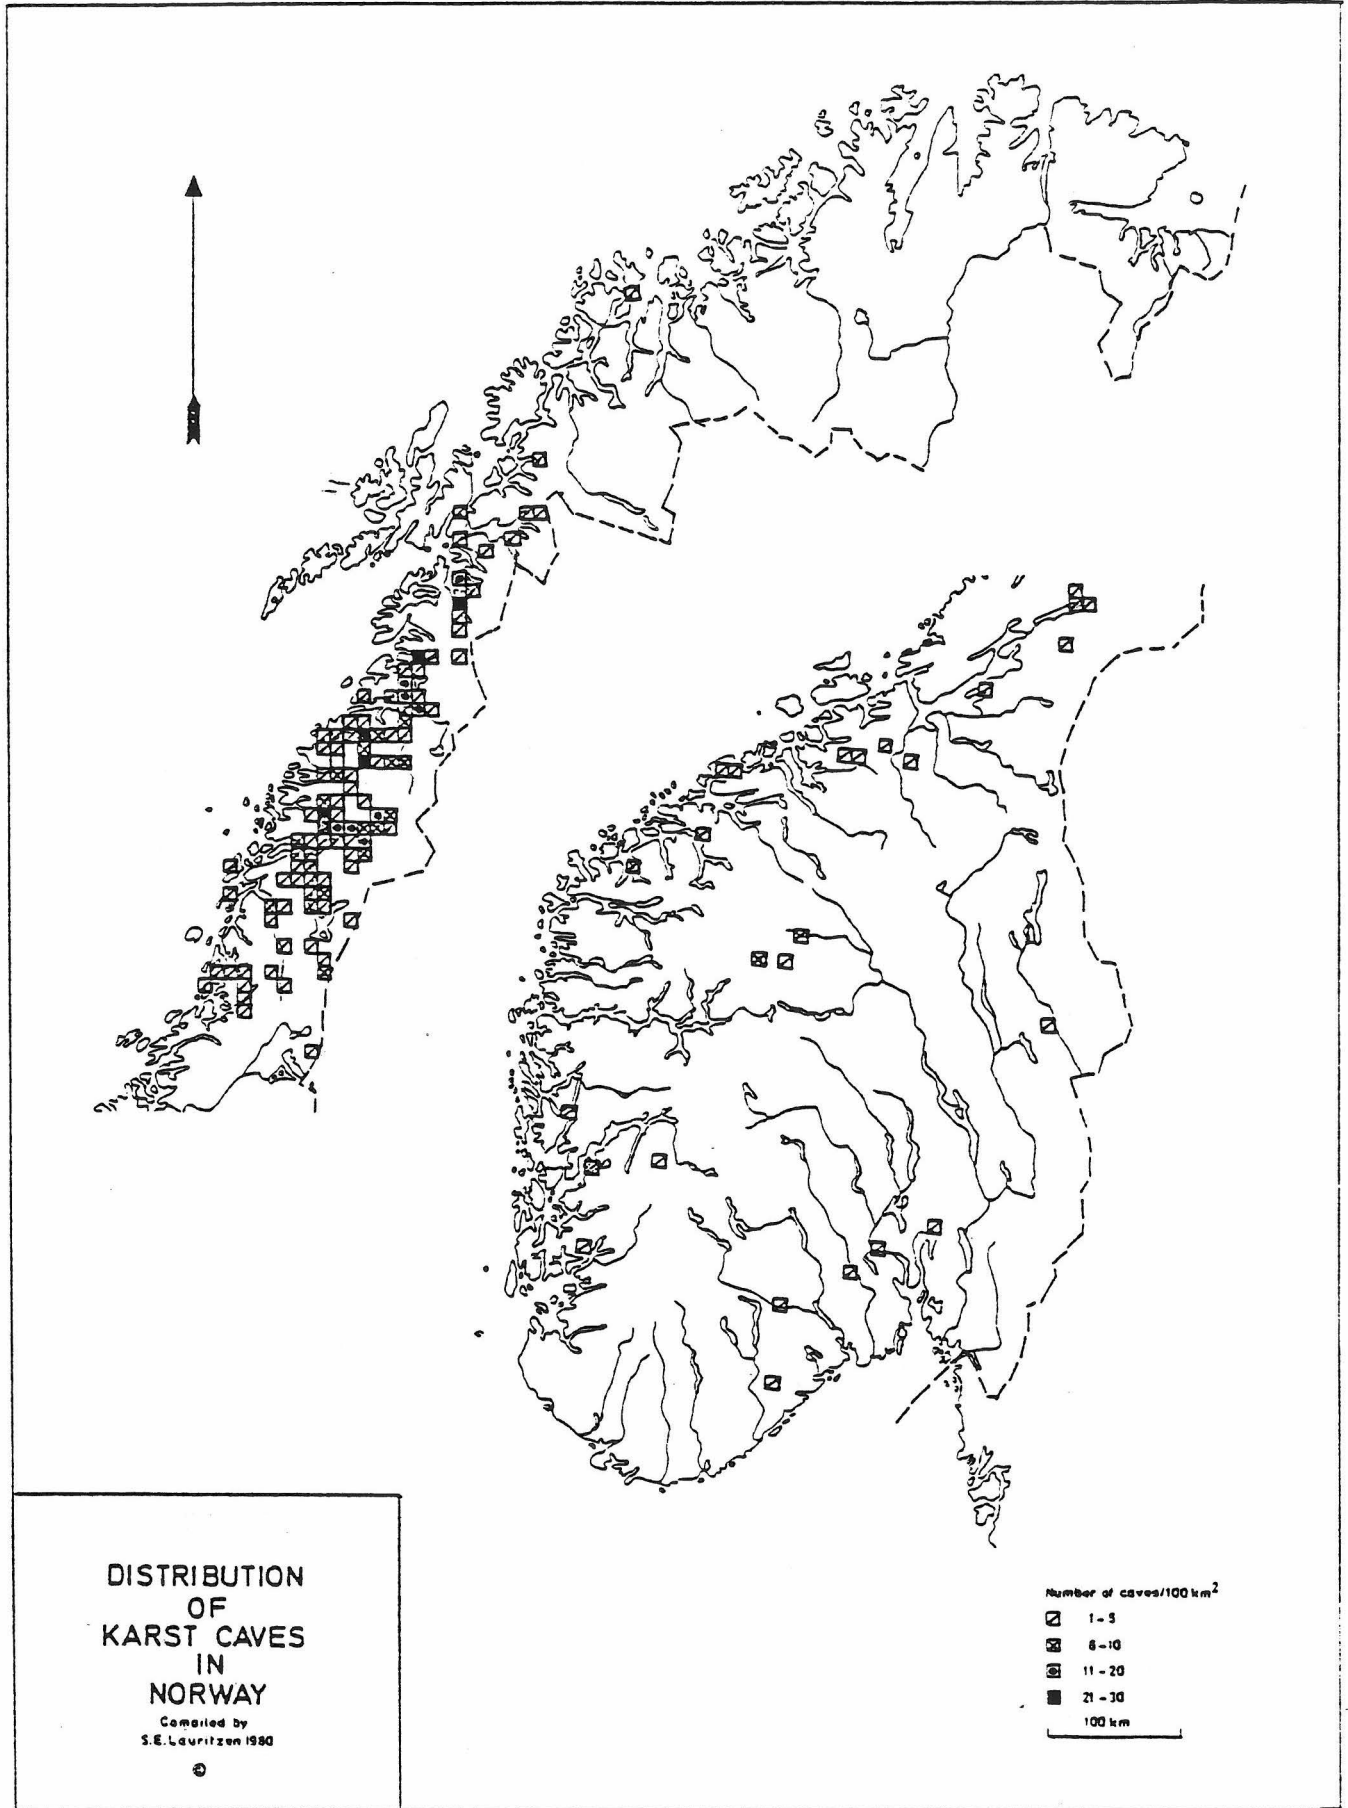 DISTRIBUTION
OF
KARST CAVES
IN
NORWAY
Compiled by
S.E. Lauritzen 1980
©
Number of caves/100 km²
1 - 5
6 - 10
11 - 20
21 - 30
100 km